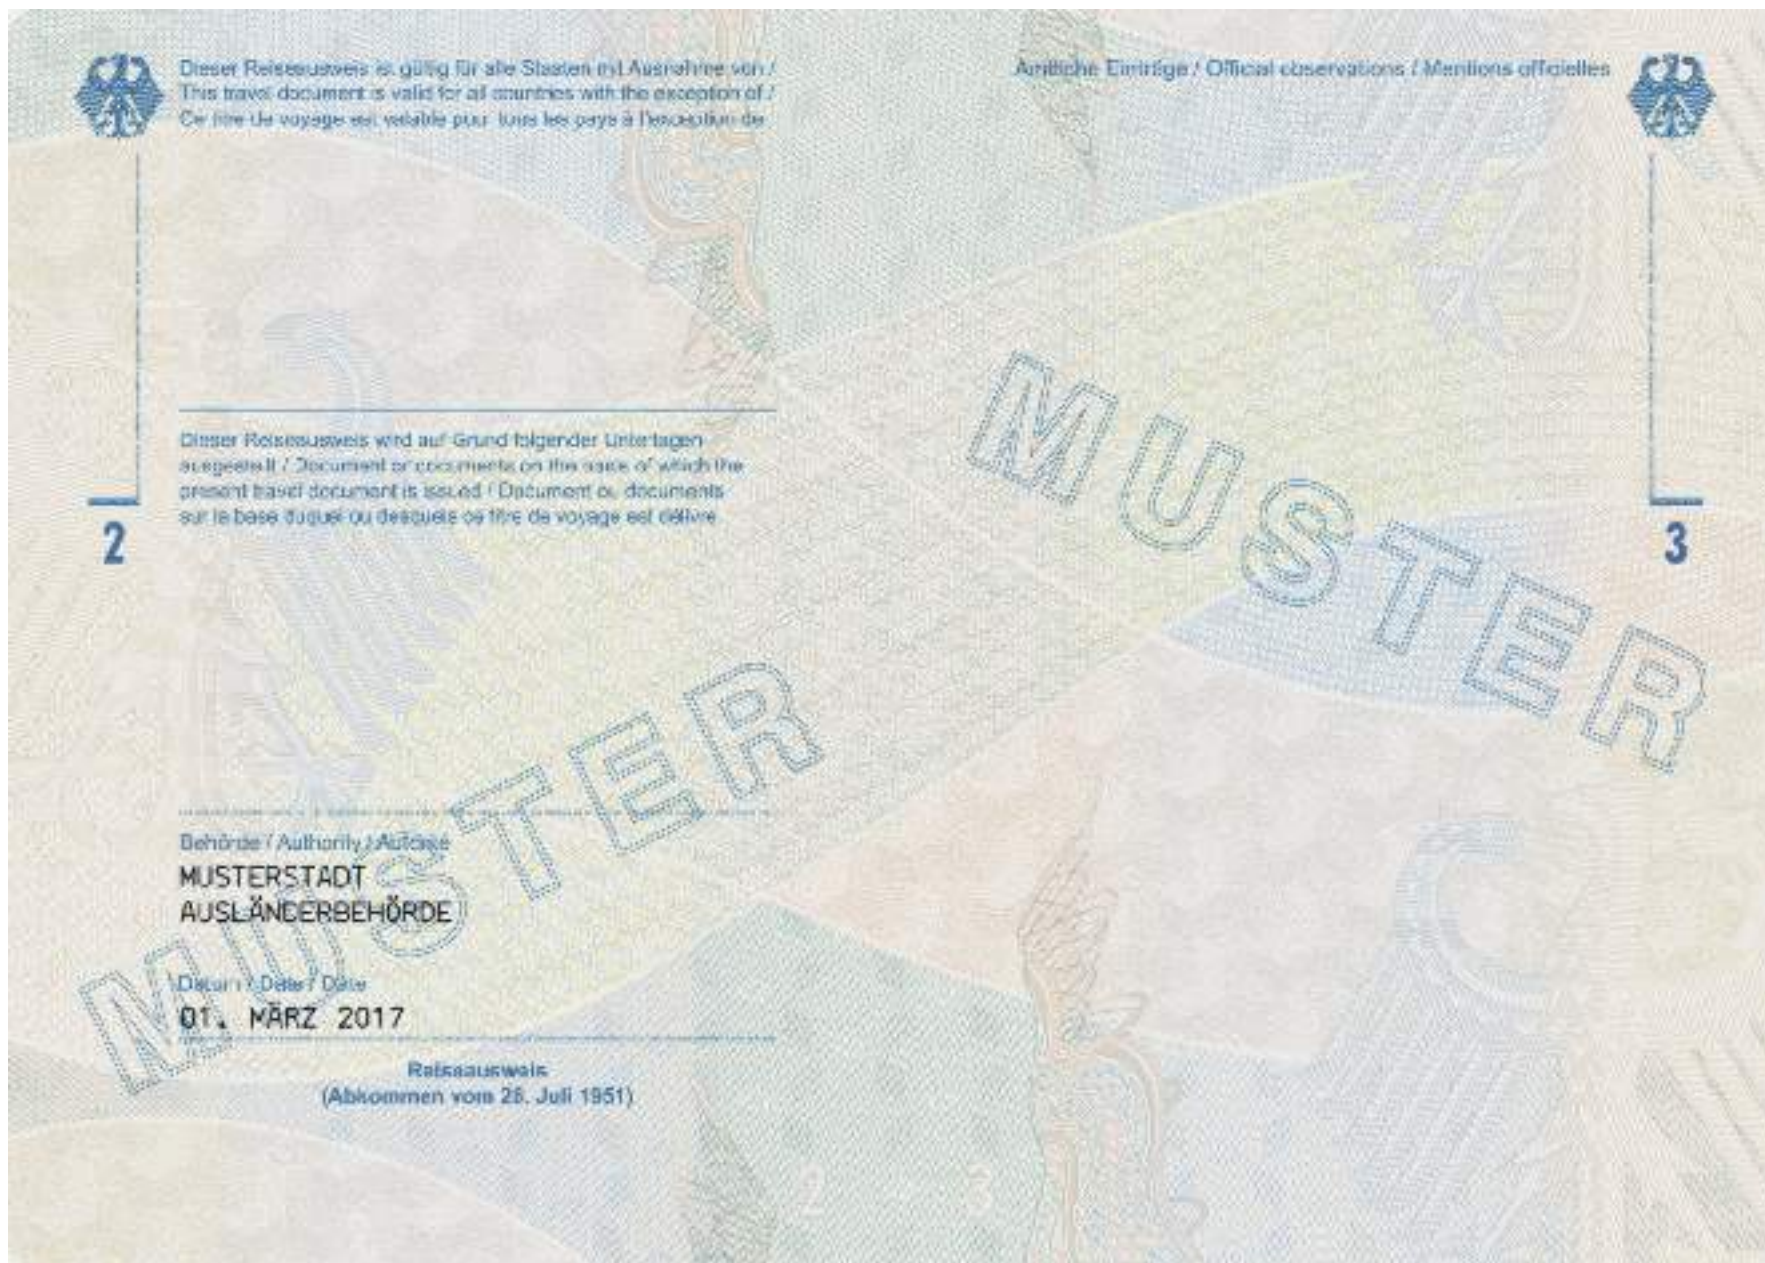 Dieser Reiseausweis ist gültig für alle Staaten mit Ausnahme von /
This travel document is valid for all countries with the exception of /
Ce titre de voyage est valable pour tous les pays à l'exception de
Dieser Reiseausweis wird auf Grund folgender Unterlagen
ausgestellt / Document or documents on the basis of which the
present travel document is issued / Document ou documents
sur la base duquel ou desquels ce titre de voyage est délivré
2
Behörde / Authority / Autorité
MUSTERSTADT
AUSLÄNDERBEHÖRDE
Datum / Date / Date
01. MÄRZ 2017
Reiseausweis
(Abkommen vom 28. Juli 1951)
MUSTER
2
Amtliche Einträge / Official observations / Mentions officielles
3
MUSTER
3